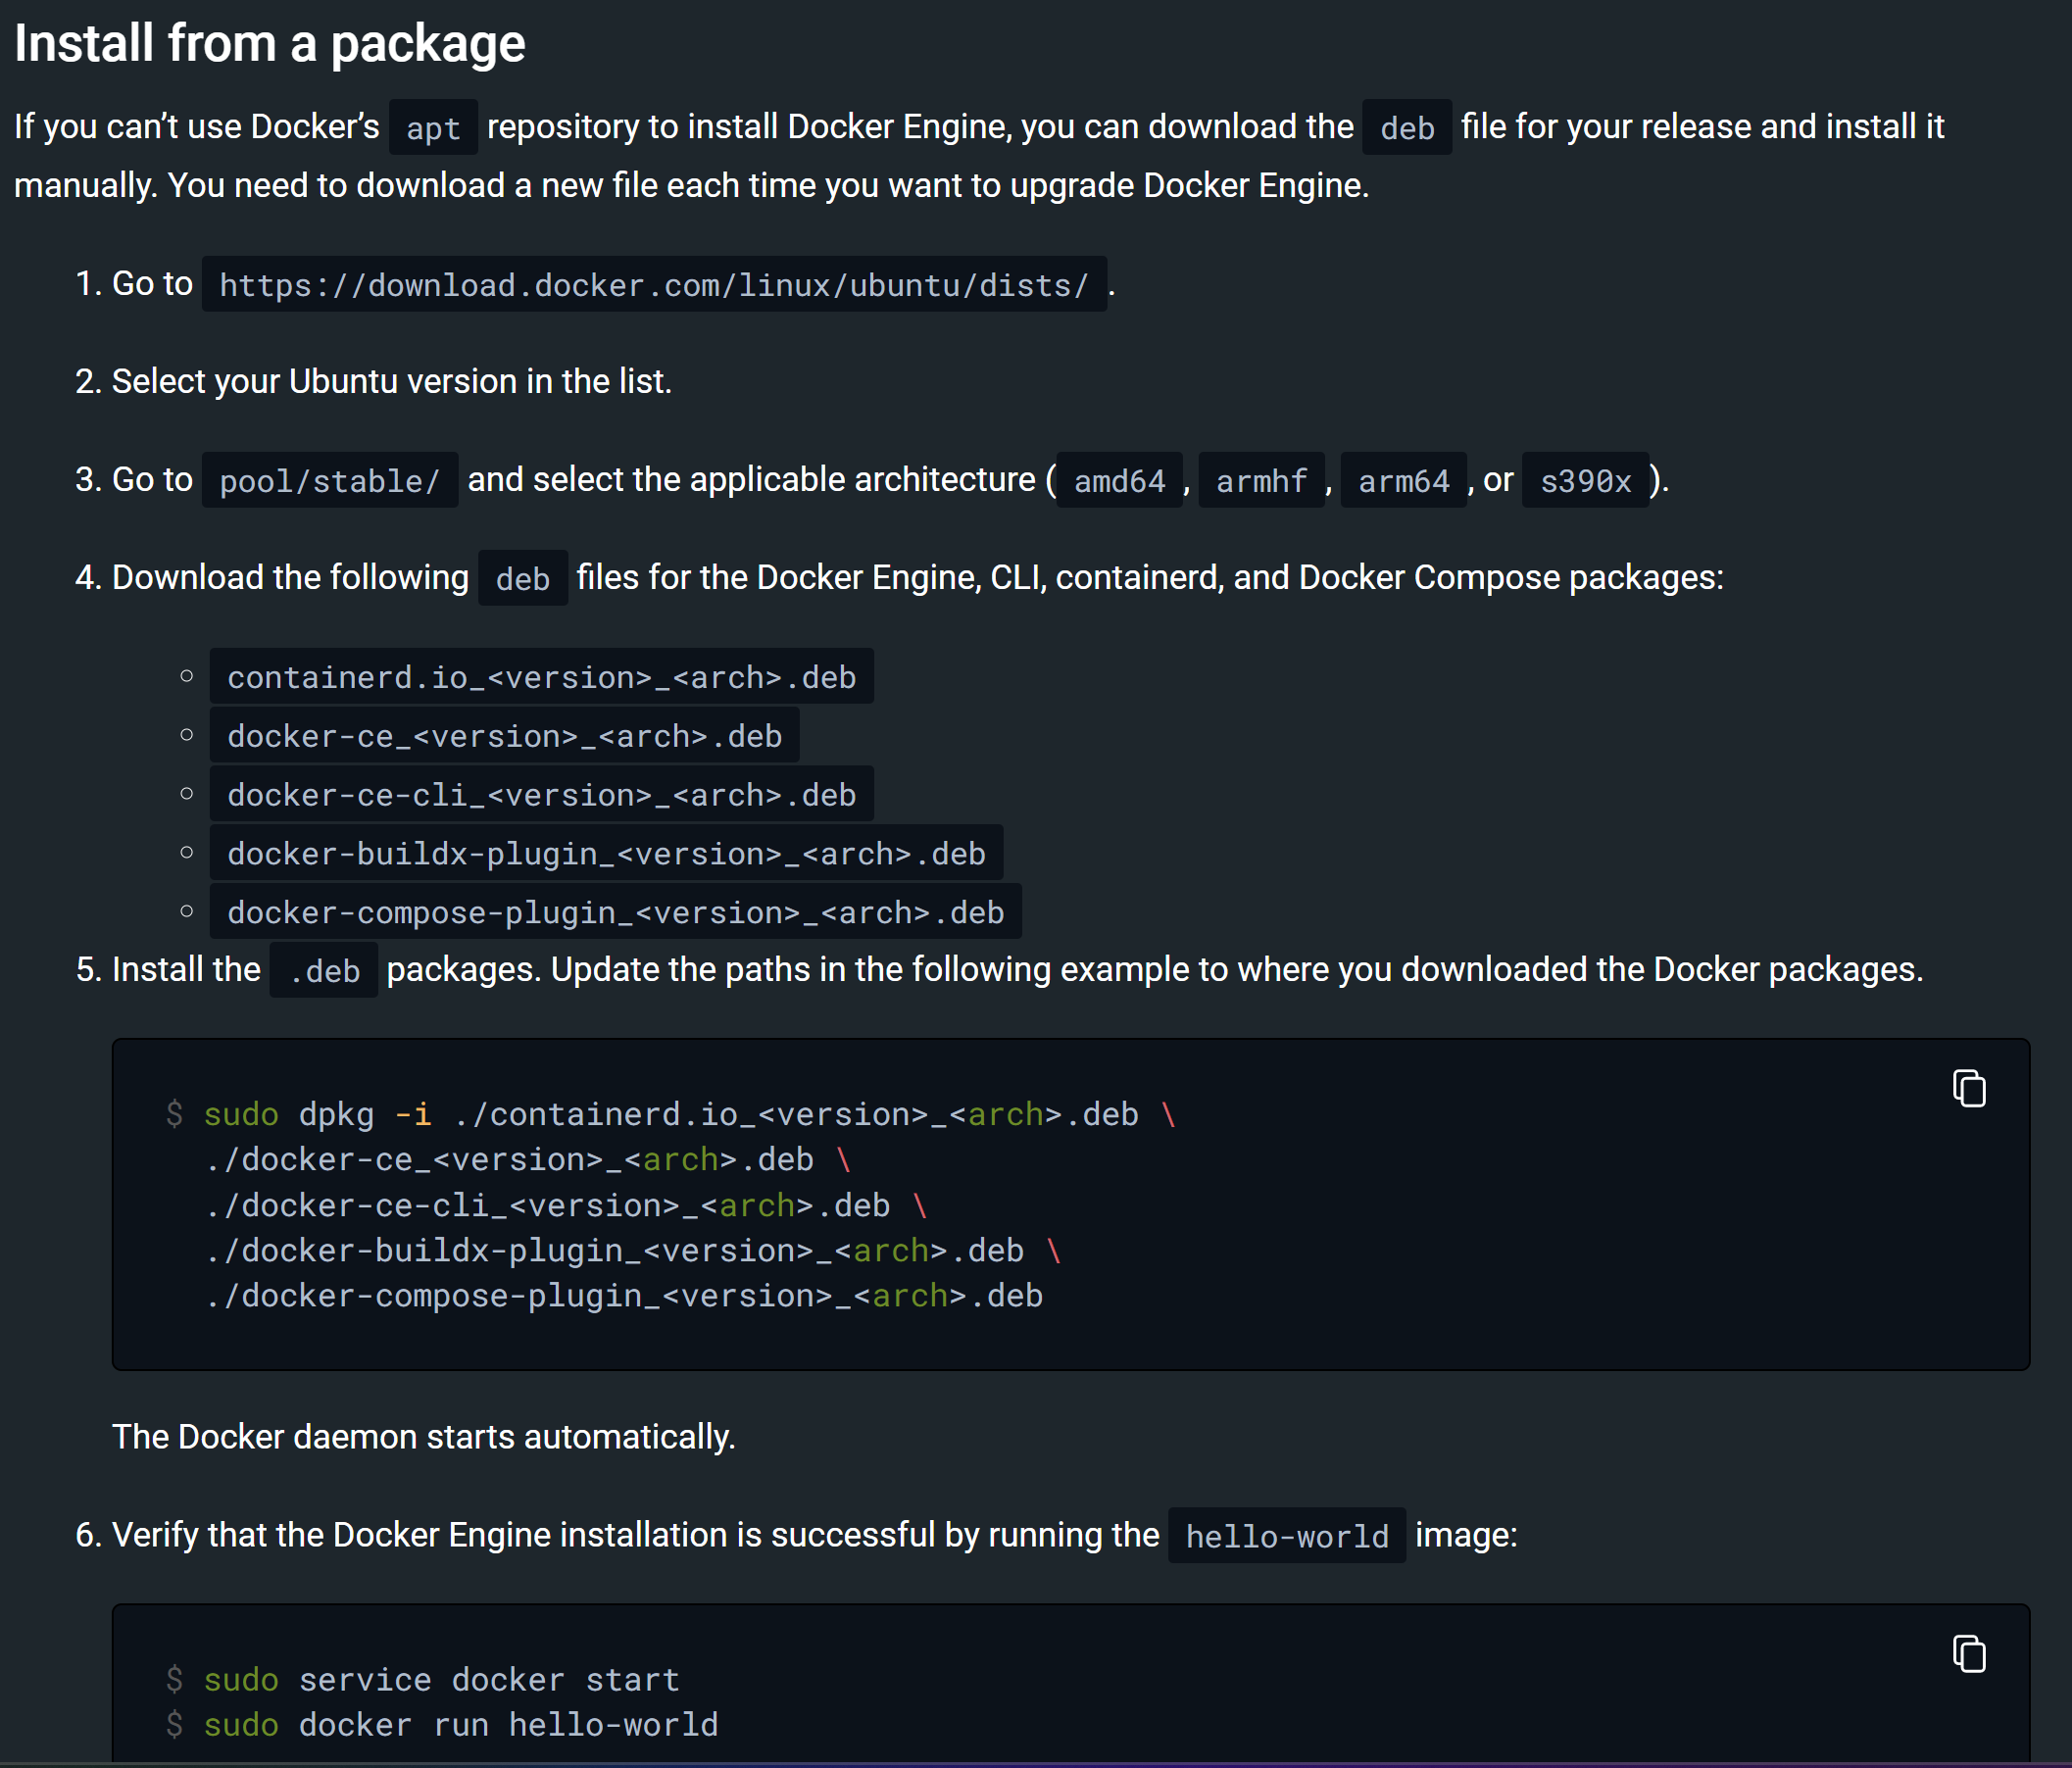 Install from a package
If you can’t use Docker’s apt repository to install Docker Engine, you can download the deb file for your release and install it
manually. You need to download a new file each time you want to upgrade Docker Engine.
1. Go to https://download.docker.com/linux/ubuntu/dists/ .
2. Select your Ubuntu version in the list.
3. Go to pool/stable/ and select the applicable architecture ( amd64 , armhf , arm64 , or s390x ).
4. Download the following deb files for the Docker Engine, CLI, containerd, and Docker Compose packages:
containerd.io_<version>_<arch>.deb
docker-ce_<version>_<arch>.deb
docker-ce-cli_<version>_<arch>.deb
docker-buildx-plugin_<version>_<arch>.deb
docker-compose-plugin_<version>_<arch>.deb
5. Install the .deb packages. Update the paths in the following example to where you downloaded the Docker packages.
$ sudo dpkg -i ./containerd.io_<version>_<arch>.deb \
./docker-ce_<version>_<arch>.deb \
./docker-ce-cli_<version>_<arch>.deb \
./docker-buildx-plugin_<version>_<arch>.deb \
./docker-compose-plugin_<version>_<arch>.deb
The Docker daemon starts automatically.
6. Verify that the Docker Engine installation is successful by running the hello-world image:
$ sudo service docker start
$ sudo docker run hello-world